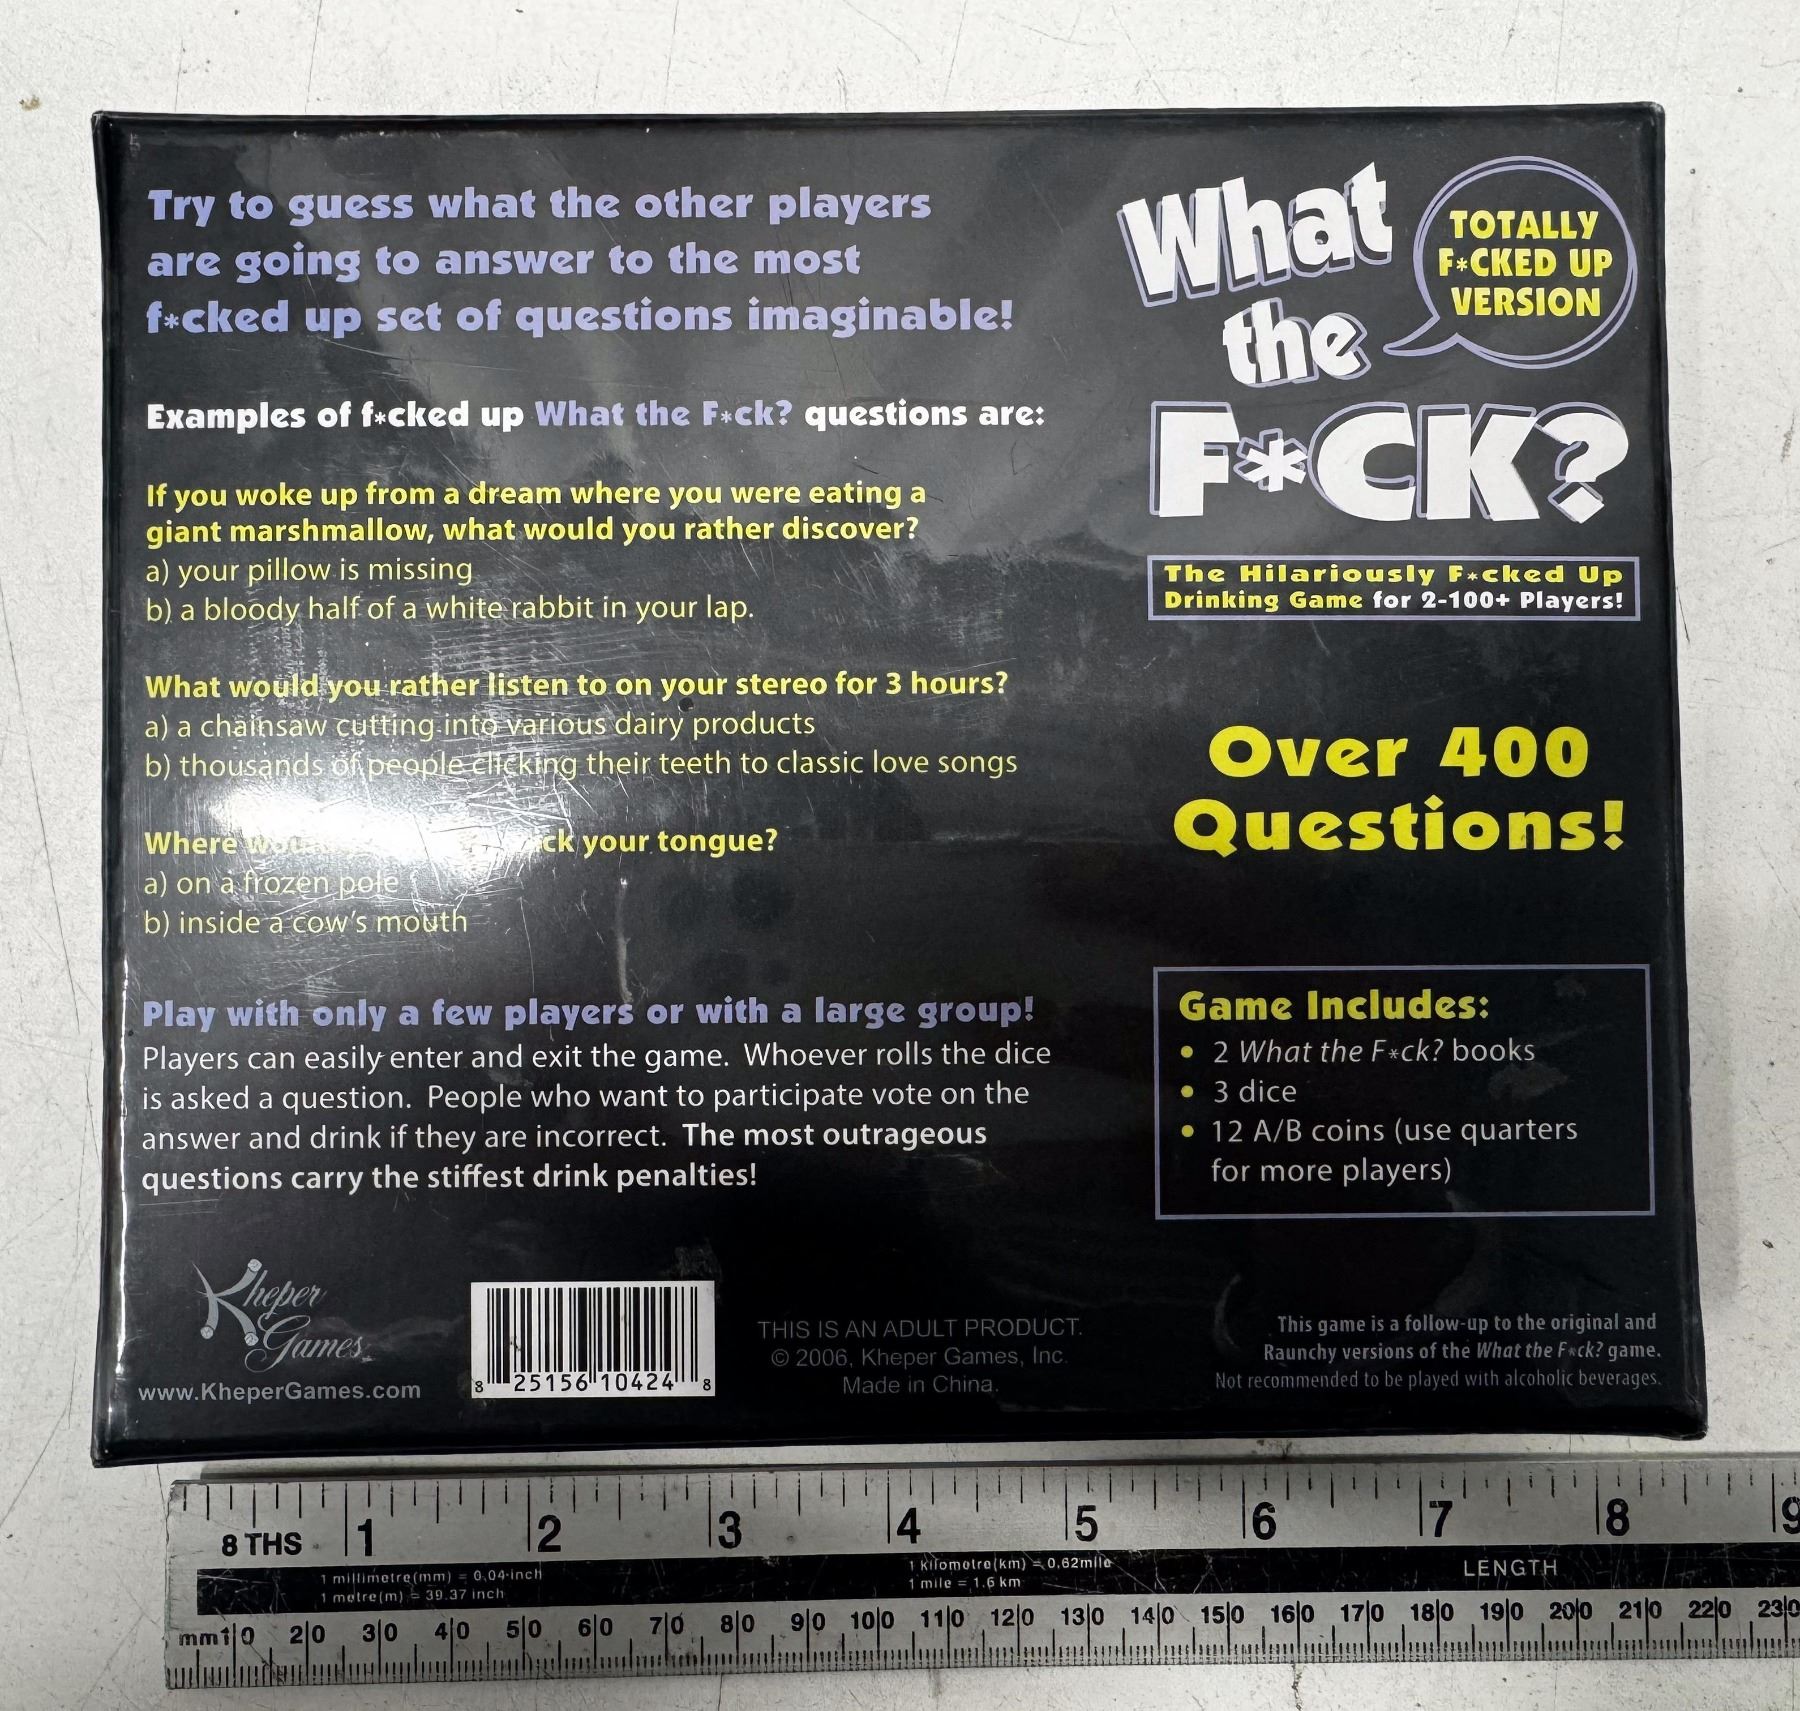 Try to guess what the other players
are going to answer to the most
f*cked up set of questions imaginable!
Examples of f*cked up What the F*ck? questions are:
If you woke up from a dream where you were eating a
giant marshmallow, what would you rather discover?
a) your pillow is missing
b) a bloody half of a white rabbit in your lap.
What would you rather listen to on your stereo for 3 hours?
a) a chainsaw cutting into various dairy products
b) thousands of people clicking their teeth to classic love songs
Where your tongue?
a) on a frozen pole
b) inside a cow's mouth
Play with only a few players or with a large group!
Players can easily enter and exit the game. Whoever rolls the dice
is asked a question. People who want to participate vote on the
answer and drink if they are incorrect. The most outrageous
questions carry the stiffest drink penalties!
Kheper
Games
www.KheperGames.com
8 25156 10424 8
THIS IS AN ADULT PRODUCT.
© 2006, Kheper Games, Inc.
Made in China.
What
the
F*CK?
TOTALLY
F*CKED UP
VERSION
The Hilariously F*cked Up
Drinking Game for 2-100+ Players!
Over 400
Questions!
Game Includes:
• 2 What the F*ck? books
• 3 dice
• 12 A/B coins (use quarters
for more players)
This game is a follow-up to the original and
Raunchy versions of the What the F*ck? game.
Not recommended to be played with alcoholic beverages.
8 THS 1 2 3 4 5 6 7 8 9
1 millimetre(mm) = 0.04 inch
1 metre(m) = 39.37 inch
1 kilometre(km) = 0.62mile
1 mile = 1.6 km
LENGTH
mm 10 20 30 40 50 60 70 80 90 100 110 120 130 140 150 160 170 180 190 200 210 220 230